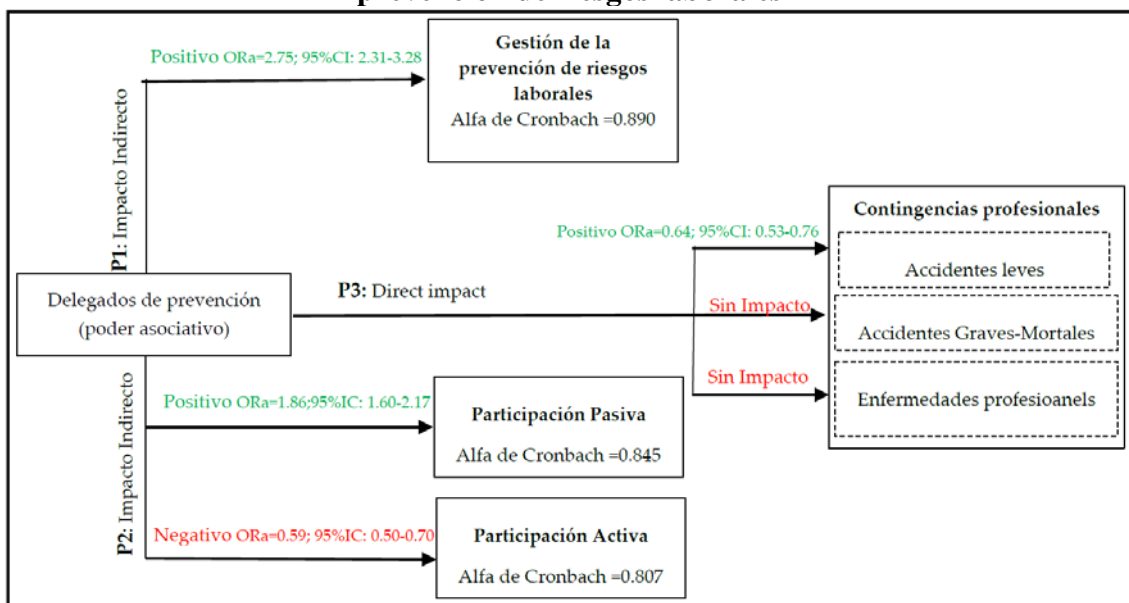 prevención de riesgos laborales
Positivo ORa=2.75; 95%CI: 2.31-3.28
Gestión de la
prevención de riesgos
laborales
Alfa de Cronbach =0.890
P1: Impacto Indirecto
Contingencias profesionales
Positivo ORa=0.64; 95%CI: 0.53-0.76
Accidentes leves
Delegados de prevención
(poder asociativo)
P3: Direct impact
Sin Impacto
Accidentes Graves-Mortales
Sin Impacto
Enfermedades profesioanels
P2: Impacto Indirecto
Positivo ORa=1.86;95%IC: 1.60-2.17
Participación Pasiva
Alfa de Cronbach =0.845
Negativo ORa=0.59; 95%IC: 0.50-0.70
Participación Activa
Alfa de Cronbach =0.807